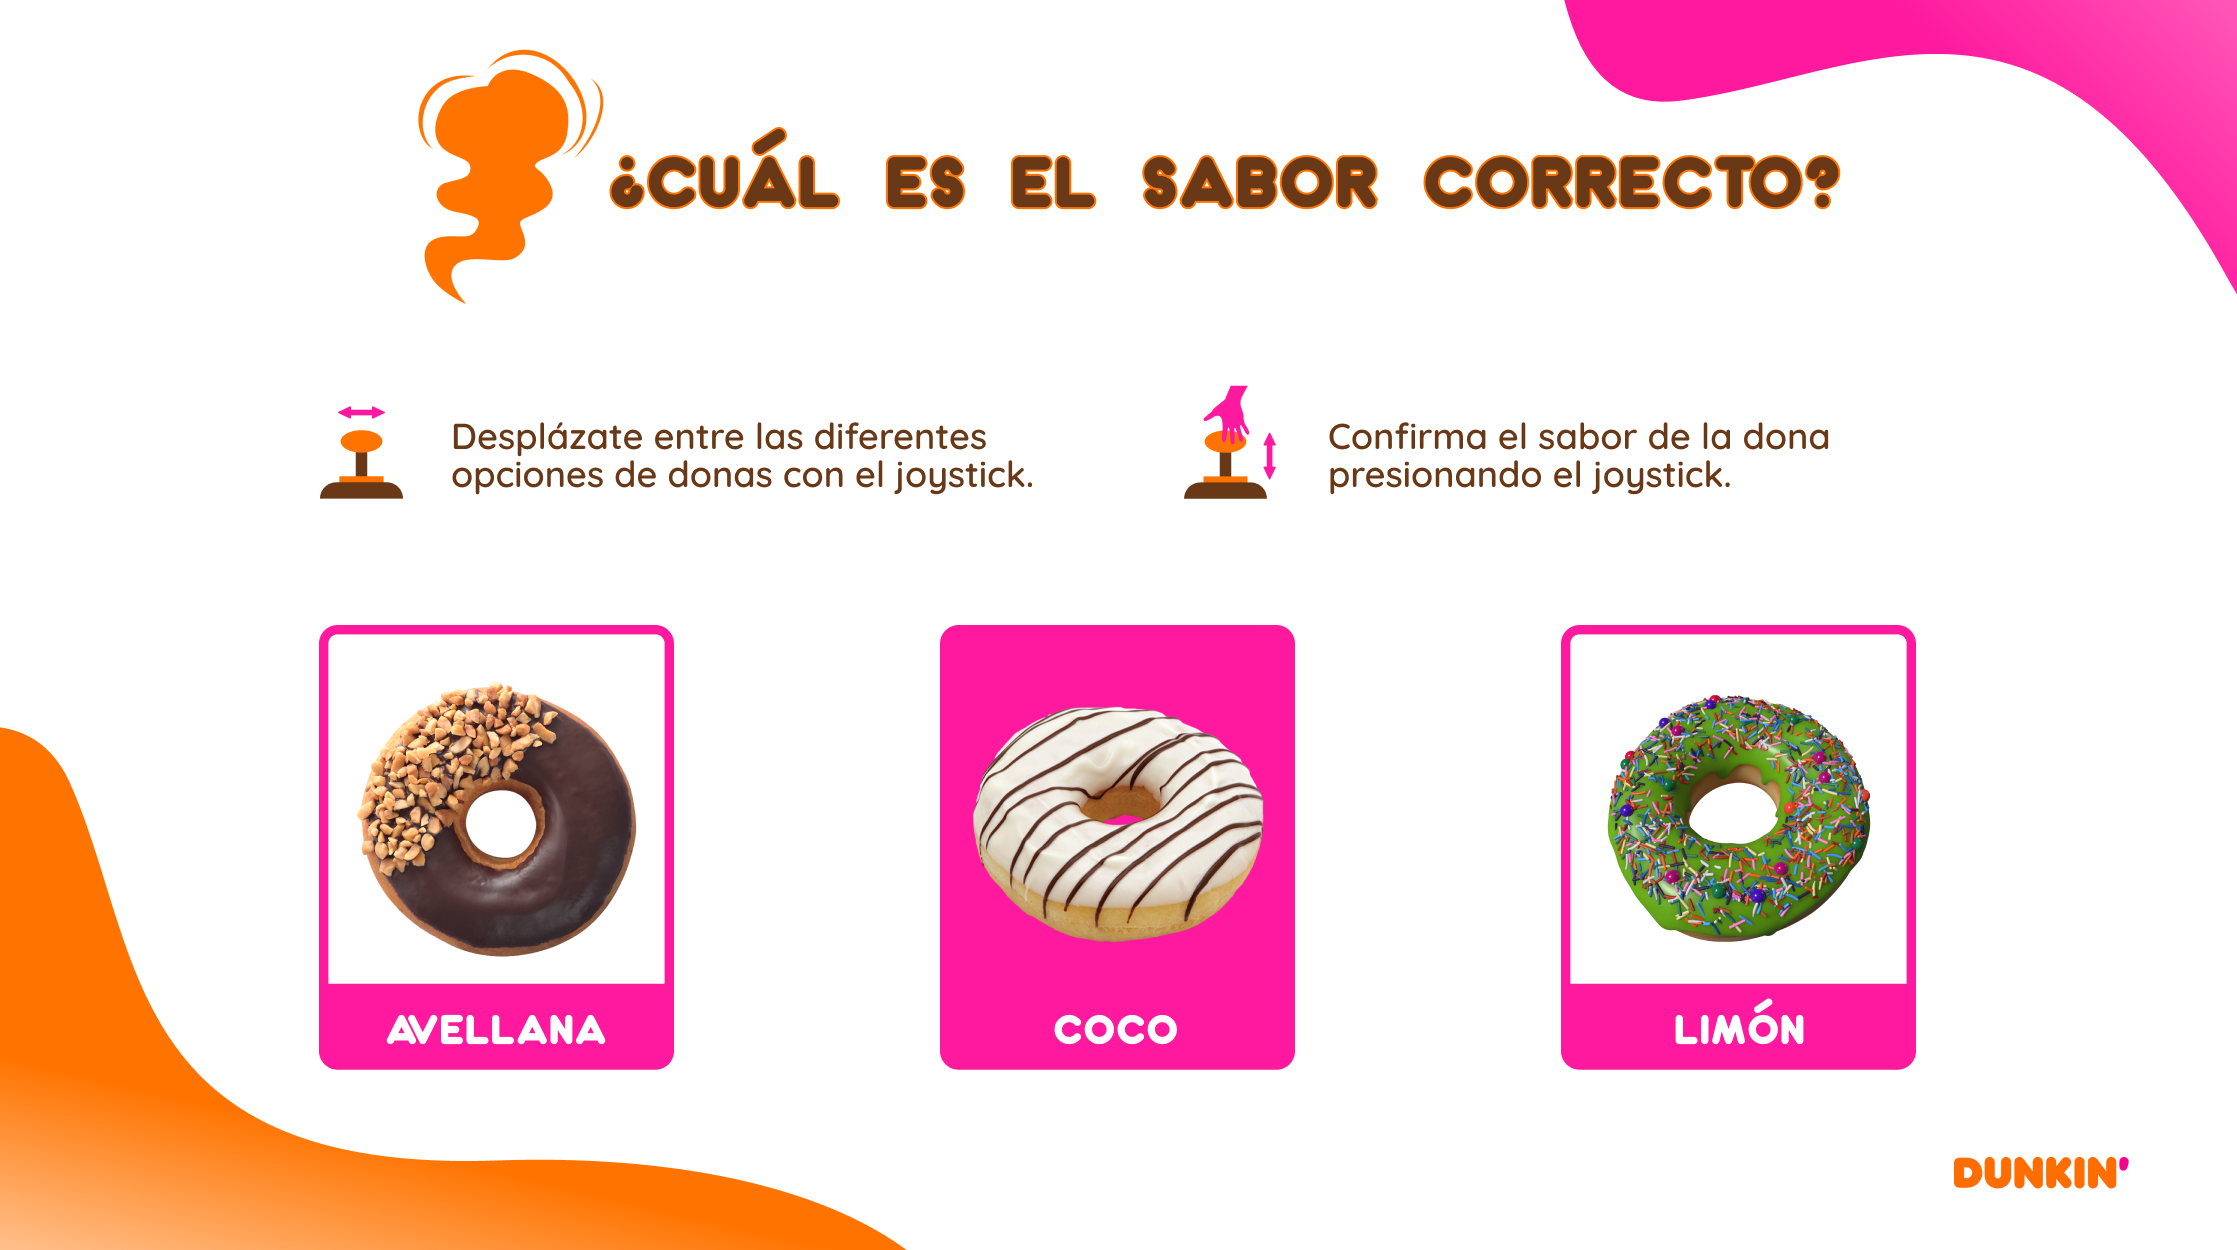 ¿CUÁL ES EL SABOR CORRECTO?
Desplázate entre las diferentes
opciones de donas con el joystick.
Confirma el sabor de la dona
presionando el joystick.
AVELLANA
COCO
LIMÓN
DUNKIN'